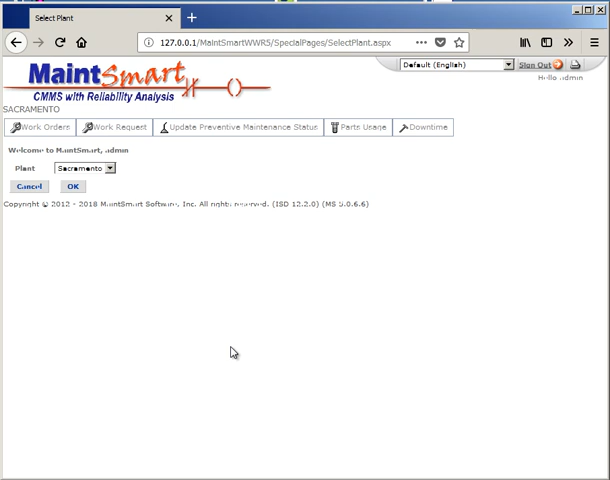 Select Plant
127.0.0.1/MaintSmartWWR5/SpecialPages/SelectPlant.aspx
MaintSmart
Default (English)
Sign Out
Hello admin
CMMS with Reliability Analysis
SACRAMENTO
Work Orders
Work Request
Update Preventive Maintenance Status
Parts Usage
Downtime
Welcome to MaintSmart, admin
Plant
Sacramento
Cancel
OK
Copyright © 2012 - 2018 MaintSmart Software, Inc. All rights reserved. (ISD 12.2.0) (MS 5.0.6.6)